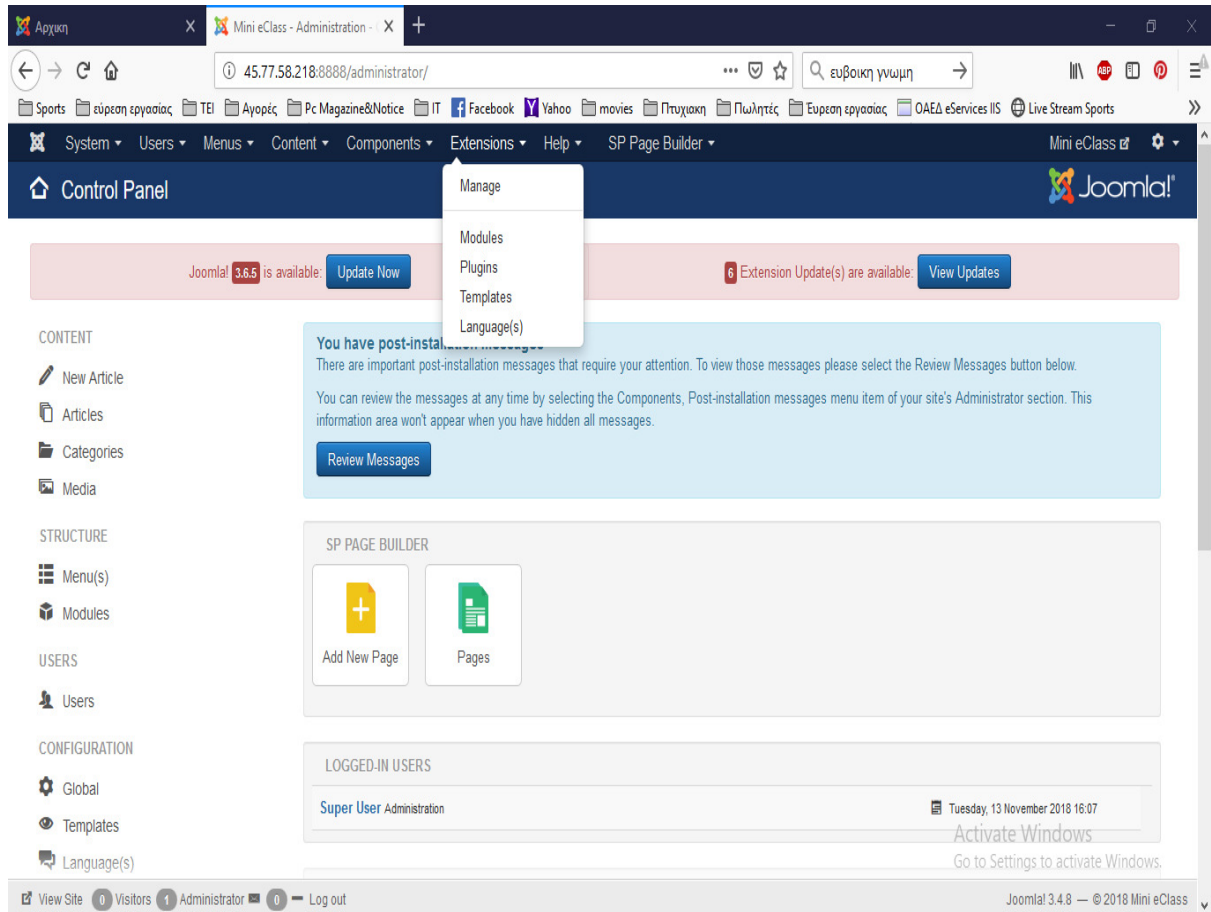 Αρχικη
Mini eClass - Administration -
45.77.58.218:8888/administrator/
ευβοικη γνωμη
ABP
Sports εύρεση εργασίας TEI Αγορές Pc Magazine&Notice IT Facebook Yahoo movies Πτυχιακη Πωλητές Έυρεση εργασίας ΟΑΕΔ eServices IIS Live Stream Sports
System Users Menus Content Components Extensions Help SP Page Builder Mini eClass
Control Panel
Joomla!
Manage
Modules
Plugins
Templates
Language(s)
Joomla! 3.6.5 is available: Update Now
6 Extension Update(s) are available: View Updates
CONTENT
New Article
Articles
Categories
Media
STRUCTURE
Menu(s)
Modules
USERS
Users
CONFIGURATION
Global
Templates
Language(s)
You have post-installation messages
There are important post-installation messages that require your attention. To view those messages please select the Review Messages button below.
You can review the messages at any time by selecting the Components, Post-installation messages menu item of your site's Administrator section. This
information area won't appear when you have hidden all messages.
Review Messages
SP PAGE BUILDER
Add New Page
Pages
LOGGED-IN USERS
Super User Administration
Tuesday, 13 November 2018 16:07
Activate Windows
Go to Settings to activate Windows.
View Site 0 Visitors 1 Administrator 0 Log out
Joomla! 3.4.8 — © 2018 Mini eClass